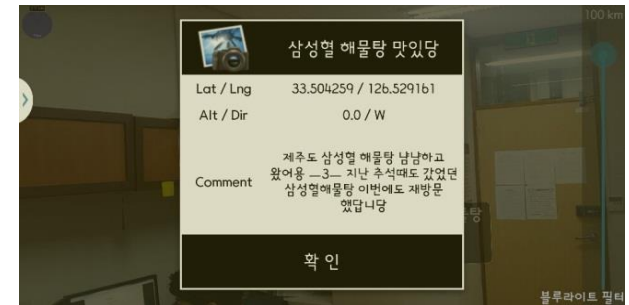 100 km
삼성혈 해물탕 맛있당
Lat / Lng 33.504259 / 126.529161
Alt / Dir 0.0 / W
Comment
제주도 삼성혈 해물탕 냠냠하고
왔어용 ―3― 지난 추석때도 갔었던
삼성혈해물탕 이번에도 재방문
했답니당
탕
확 인
블루라이트 필터